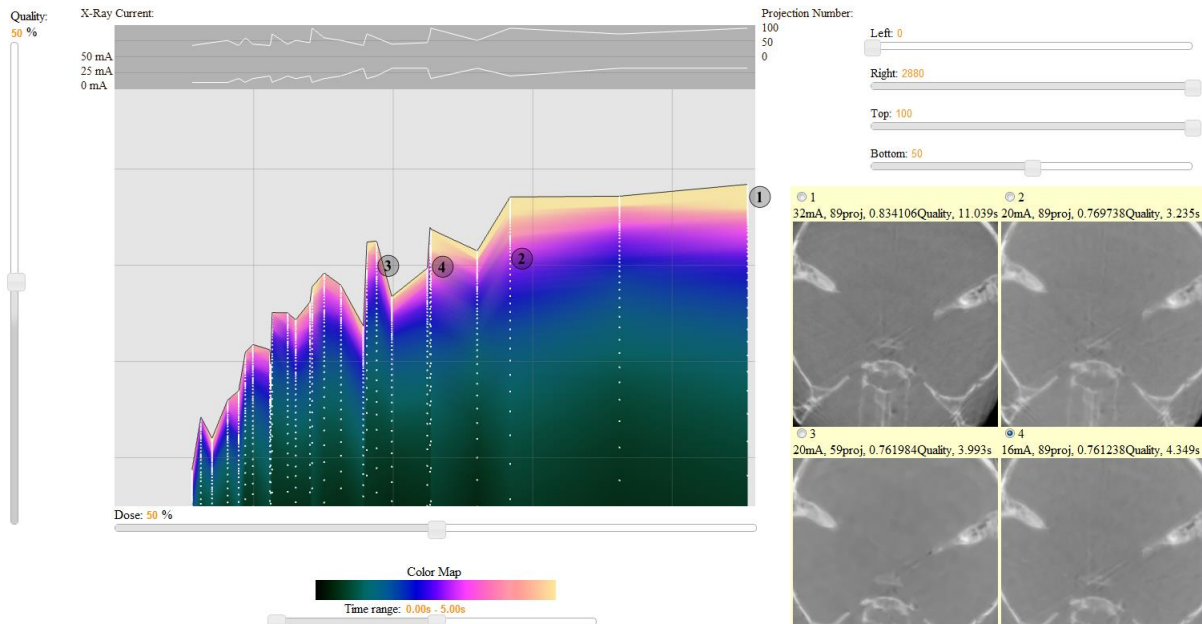 Quality:
50 %
X-Ray Current:
50 mA
25 mA
0 mA
Projection Number:
100
50
0
Left: 0
Right: 2880
Top: 100
Bottom: 50
1
2
3
4
Dose: 50 %
Color Map
Time range: 0.00s - 5.00s
1
32mA, 89proj, 0.834106Quality, 11.039s
2
20mA, 89proj, 0.769738Quality, 3.235s
3
20mA, 59proj, 0.761984Quality, 3.993s
4
16mA, 89proj, 0.761238Quality, 4.349s